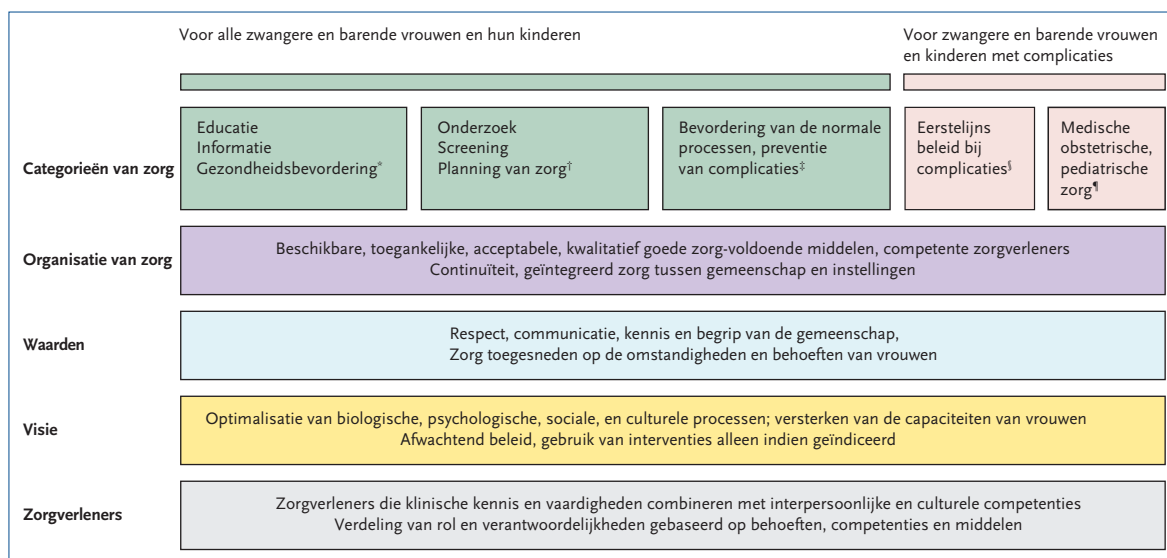 Voor alle zwangere en barende vrouwen en hun kinderen
Voor zwangere en barende vrouwen
en kinderen met complicaties
Categorieën van zorg
Educatie
Informatie
Gezondheidsbevordering*
Onderzoek
Screening
Planning van zorg†
Bevordering van de normale
processen, preventie
van complicaties‡
Eerstelijns
beleid bij
complicaties§
Medische
obstetrische,
pediatrische
zorg¶
Organisatie van zorg
Beschikbare, toegankelijke, acceptabele, kwalitatief goede zorg-voldoende middelen, competente zorgverleners
Continuïteit, geïntegreerd zorg tussen gemeenschap en instellingen
Waarden
Respect, communicatie, kennis en begrip van de gemeenschap,
Zorg toegesneden op de omstandigheden en behoeften van vrouwen
Visie
Optimalisatie van biologische, psychologische, sociale, en culturele processen; versterken van de capaciteiten van vrouwen
Afwachtend beleid, gebruik van interventies alleen indien geïndiceerd
Zorgverleners
Zorgverleners die klinische kennis en vaardigheden combineren met interpersoonlijke en culturele competenties
Verdeling van rol en verantwoordelijkheden gebaseerd op behoeften, competenties en middelen